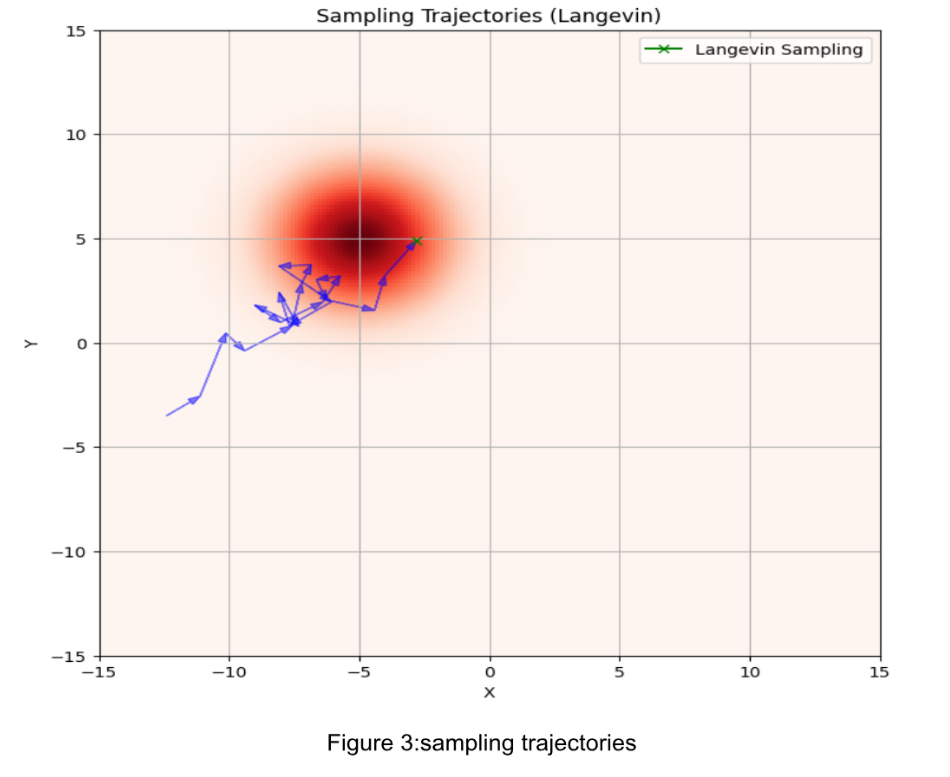 Sampling Trajectories (Langevin)
Langevin Sampling
15
10
5
0
−5
−10
−15
Y
−15 −10 −5 0 5 10 15
X
Figure 3:sampling trajectories